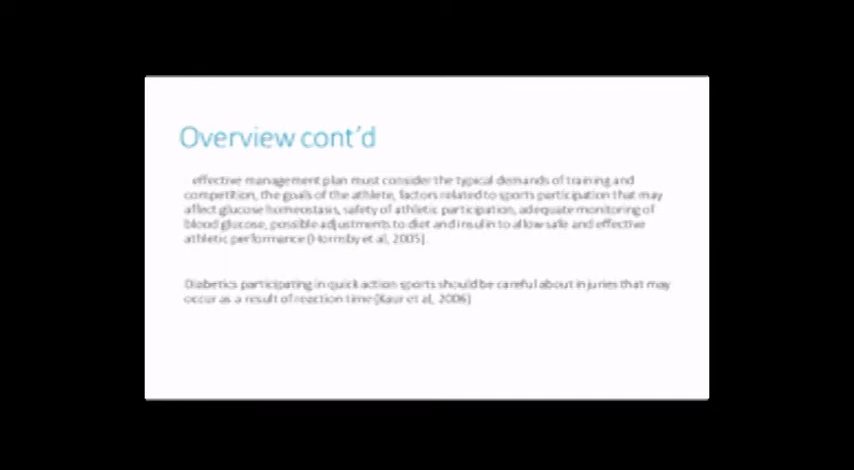 Overview cont'd
effective management plan must consider the typical demands of training and
competition, the goals of the athlete, factors related to sports participation that may
affect glucose homeostasis, safety of athletic participation, adequate monitoring of
blood glucose, possible adjustments to diet and insulin to allow safe and effective
athletic performance (Hornsby et al, 2005).
Diabetics participating in quick action sports should be careful about injuries that may
occur as a result of reaction time (Kaur et al, 2006)